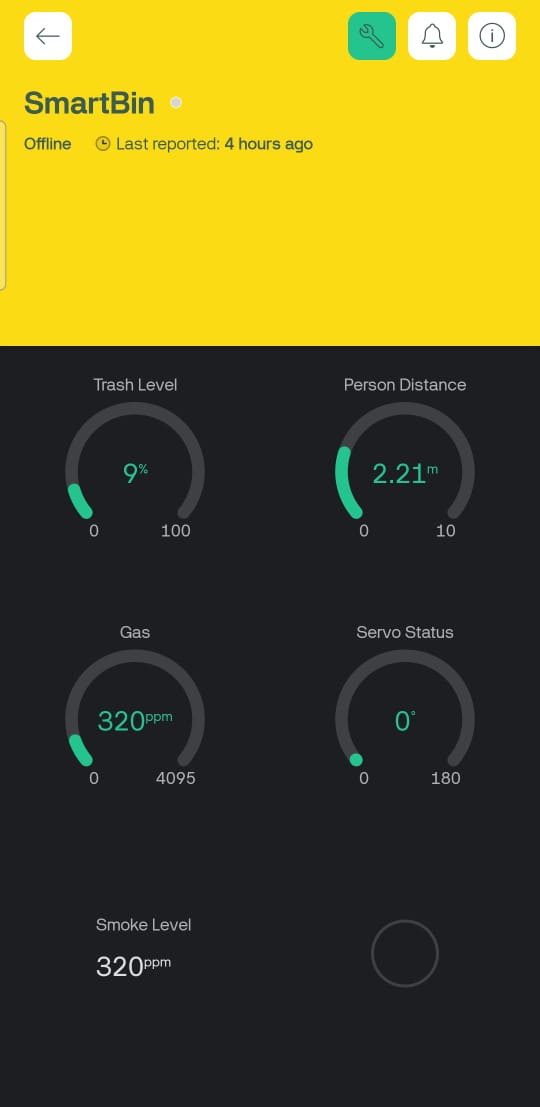 SmartBin
Offline Last reported: 4 hours ago
Trash Level Person Distance
9% 2.21m
0 100 0 10
Gas Servo Status
320ppm 0°
0 4095 0 180
Smoke Level
320ppm